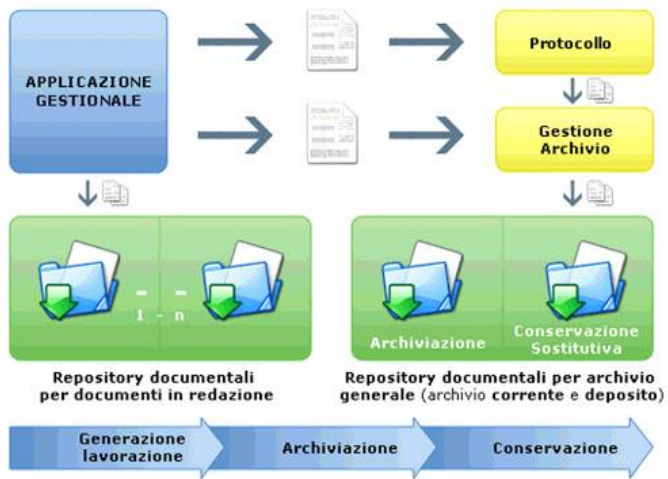 APPLICAZIONE
GESTIONALE
Protocollo
Gestione
Archivio
1 - n
Archiviazione
Conservazione
Sostitutiva
Repository documentali
per documenti in redazione
Repository documentali per archivio
generale (archivio corrente e deposito)
Generazione
lavorazione
Archiviazione
Conservazione